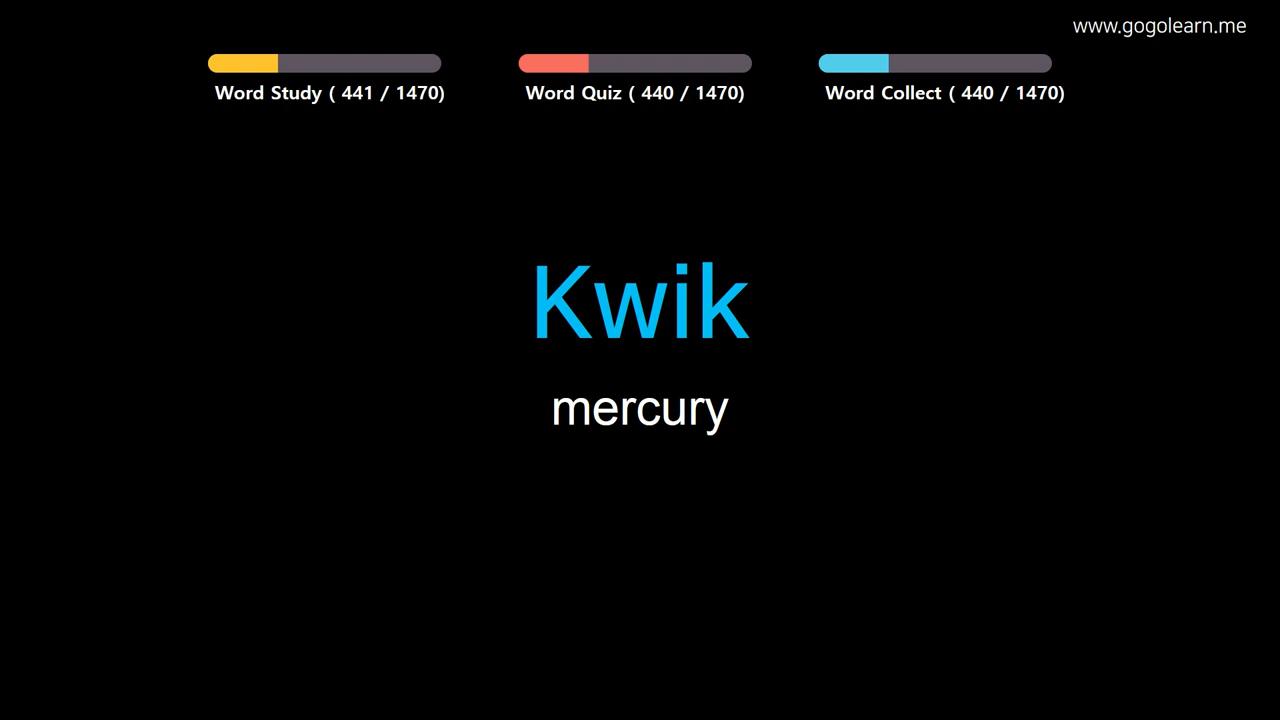 www.gogolearn.me
Word Study ( 441 / 1470)
Word Quiz ( 440 / 1470)
Word Collect ( 440 / 1470)
Kwik
mercury